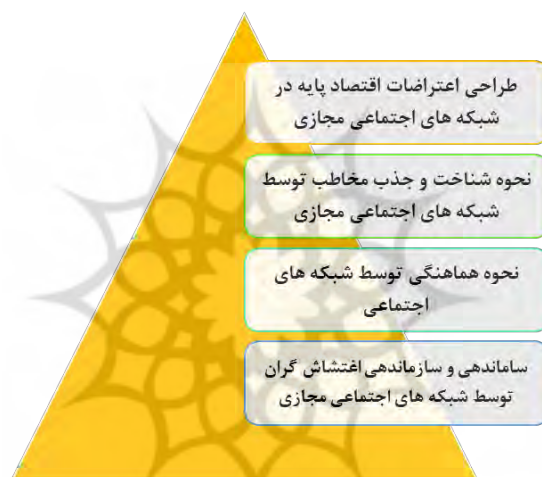 طراحی اعتراضات اقتصاد پایه در
شبکه های اجتماعی مجازی
نحوه شناخت و جذب مخاطب توسط
شبکه های اجتماعی مجازی
نحوه هماهنگی توسط شبکه های
اجتماعی
ساماندهی و سازماندهی اغتشاش گران
توسط شبکه های اجتماعی مجازی